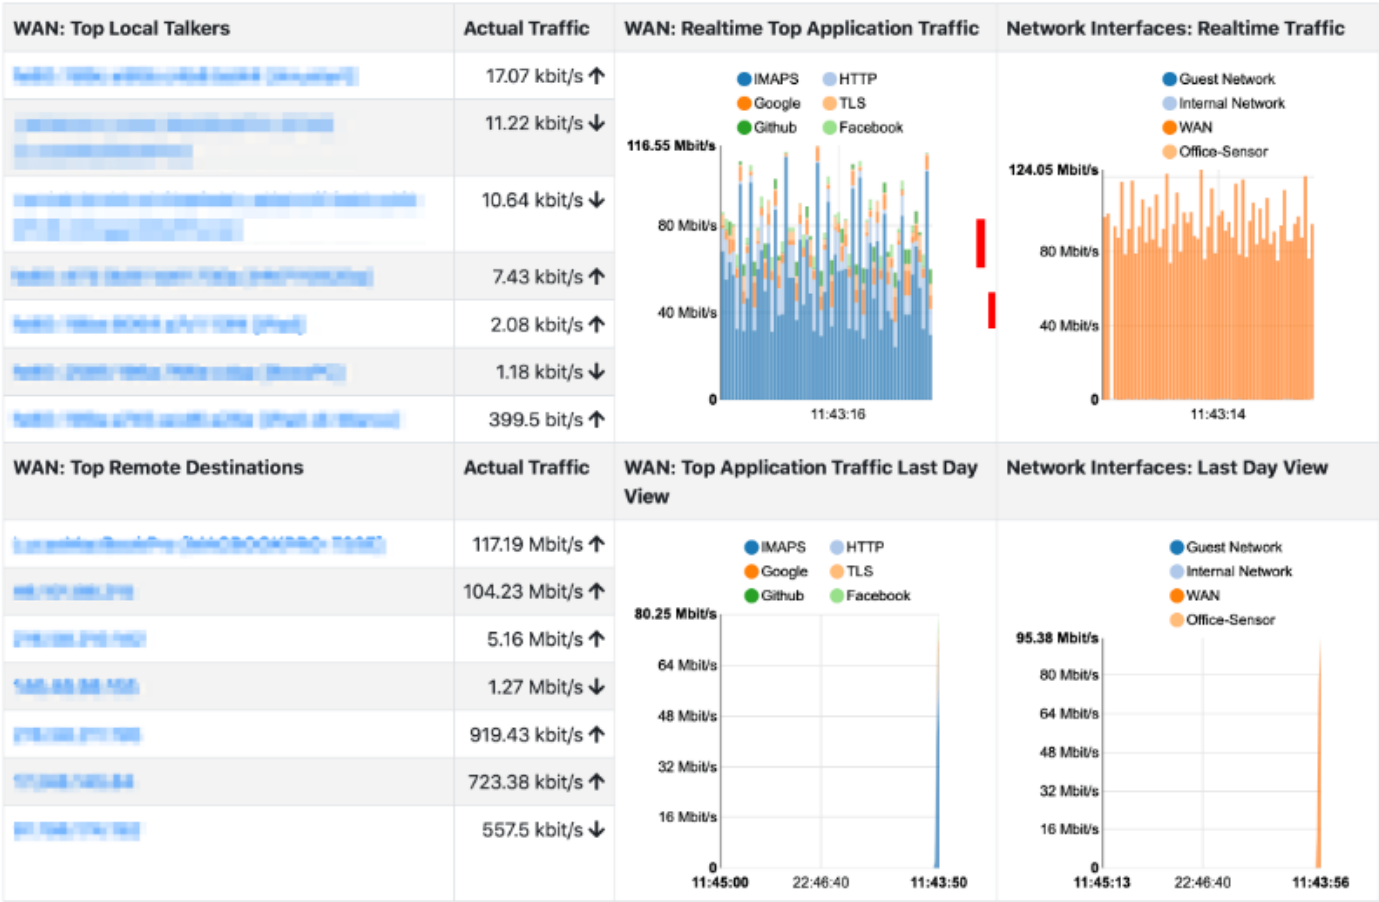 WAN: Top Local Talkers
Actual Traffic
17.07 kbit/s ↑
11.22 kbit/s ↓
10.64 kbit/s ↓
7.43 kbit/s ↑
2.08 kbit/s ↑
1.18 kbit/s ↓
399.5 bit/s ↑
WAN: Realtime Top Application Traffic
IMAPS HTTP
Google TLS
Github Facebook
116.55 Mbit/s
80 Mbit/s
40 Mbit/s
0
11:43:16
Network Interfaces: Realtime Traffic
Guest Network
Internal Network
WAN
Office-Sensor
124.05 Mbit/s
80 Mbit/s
40 Mbit/s
0
11:43:14
WAN: Top Remote Destinations
Actual Traffic
117.19 Mbit/s ↑
104.23 Mbit/s ↑
5.16 Mbit/s ↑
1.27 Mbit/s ↓
919.43 kbit/s ↑
723.38 kbit/s ↑
557.5 kbit/s ↓
WAN: Top Application Traffic Last Day
View
IMAPS HTTP
Google TLS
Github Facebook
80.25 Mbit/s
64 Mbit/s
48 Mbit/s
32 Mbit/s
16 Mbit/s
0
11:45:00 22:46:40 11:43:50
Network Interfaces: Last Day View
Guest Network
Internal Network
WAN
Office-Sensor
95.38 Mbit/s
80 Mbit/s
64 Mbit/s
48 Mbit/s
32 Mbit/s
16 Mbit/s
0
11:45:13 22:46:40 11:43:56